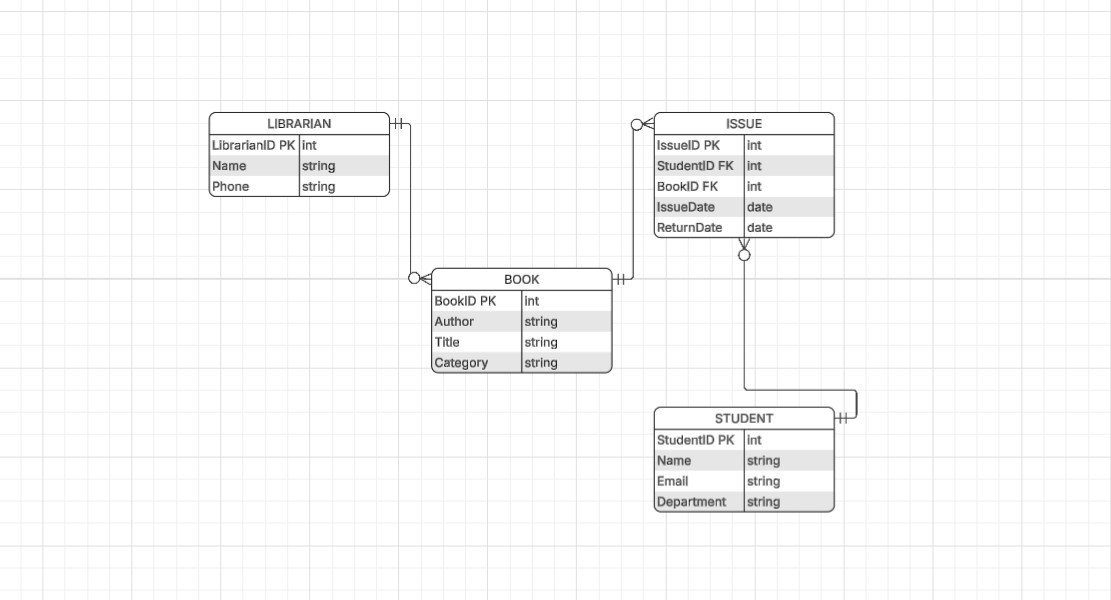 LIBRARIAN
LibrarianID PK int
Name string
Phone string
ISSUE
IssueID PK int
StudentID FK int
BookID FK int
IssueDate date
ReturnDate date
BOOK
BookID PK int
Author string
Title string
Category string
STUDENT
StudentID PK int
Name string
Email string
Department string